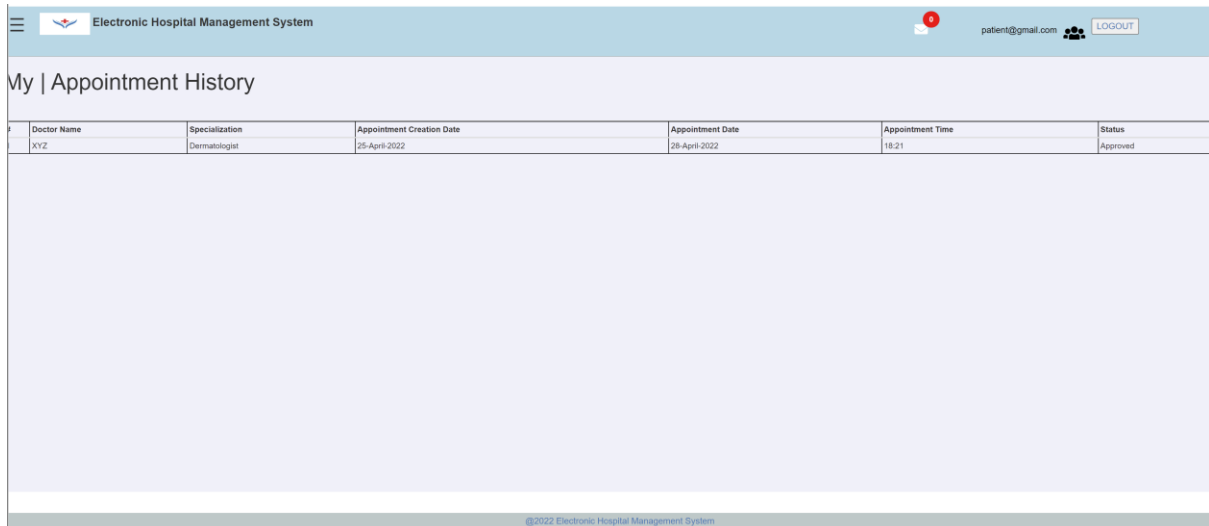 Electronic Hospital Management System
0
patient@gmail.com LOGOUT
My | Appointment History
# Doctor Name Specialization Appointment Creation Date Appointment Date Appointment Time Status
XYZ Dermatologist 25-April-2022 28-April-2022 18:21 Approved
@2022 Electronic Hospital Management System